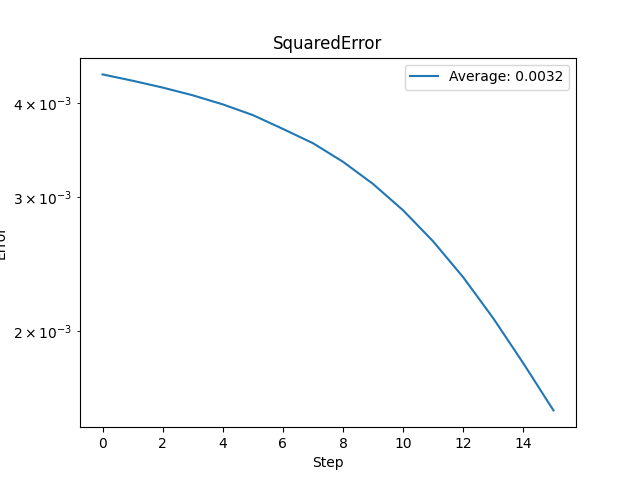 SquaredError
Average: 0.0032
4 × 10⁻³
3 × 10⁻³
2 × 10⁻³
Error
0 2 4 6 8 10 12 14
Step